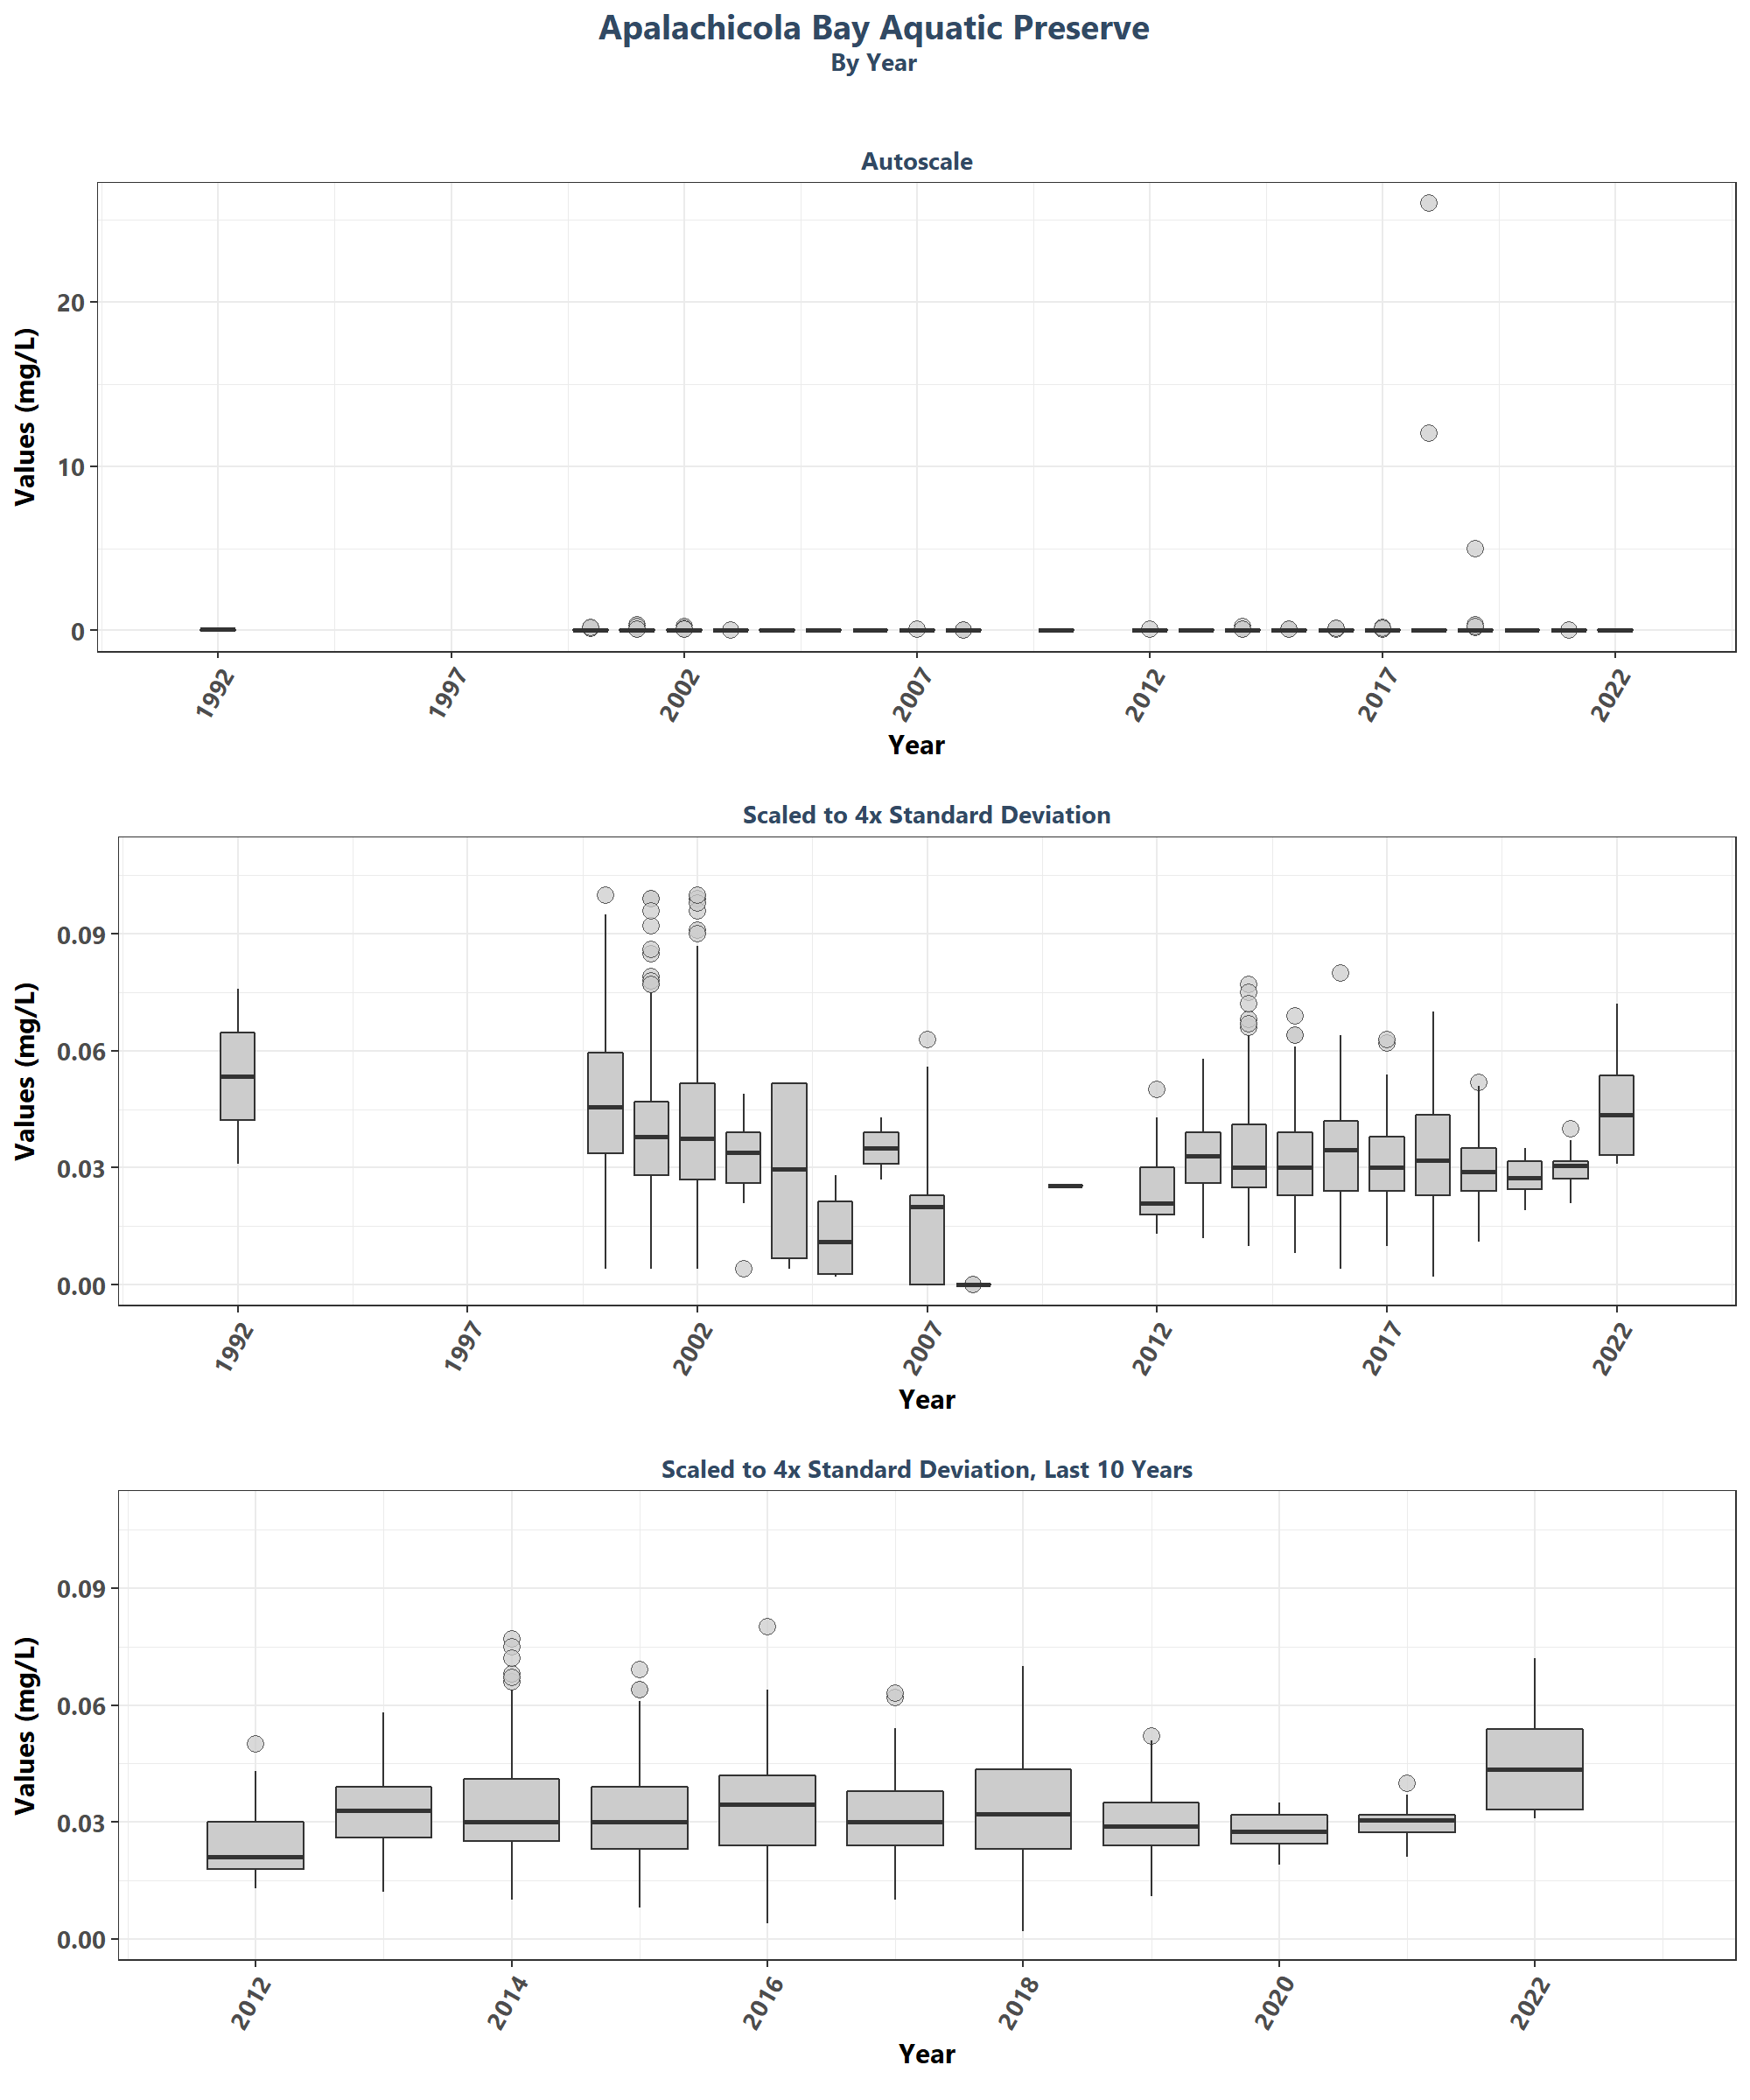 Apalachicola Bay Aquatic Preserve
By Year
Autoscale
Values (mg/L)
20
10
0
1992 1997 2002 2007 2012 2017 2022
Year
Scaled to 4x Standard Deviation
Values (mg/L)
0.09
0.06
0.03
0.00
1992 1997 2002 2007 2012 2017 2022
Year
Scaled to 4x Standard Deviation, Last 10 Years
Values (mg/L)
0.09
0.06
0.03
0.00
2012 2014 2016 2018 2020 2022
Year